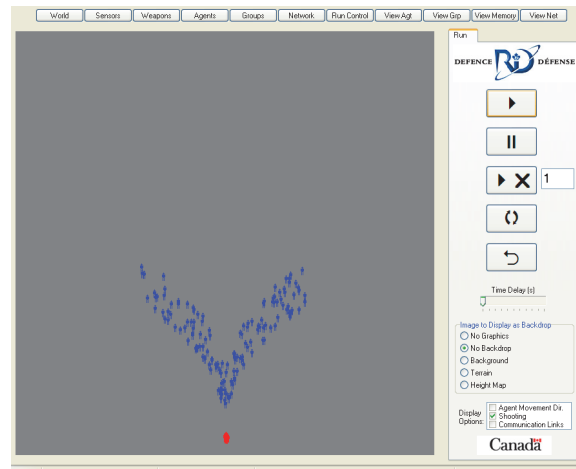 World Sensors Weapons Agents Groups Network Run Control View Agt View Grp View Memory View Net
Run
DEFENCE R&D DÉFENSE
1
Time Delay (s)
Image to Display as Backdrop
No Graphics
No Backdrop
Background
Terrain
Height Map
Display Options:
Agent Movement Dir.
Shooting
Communication Links
Canada